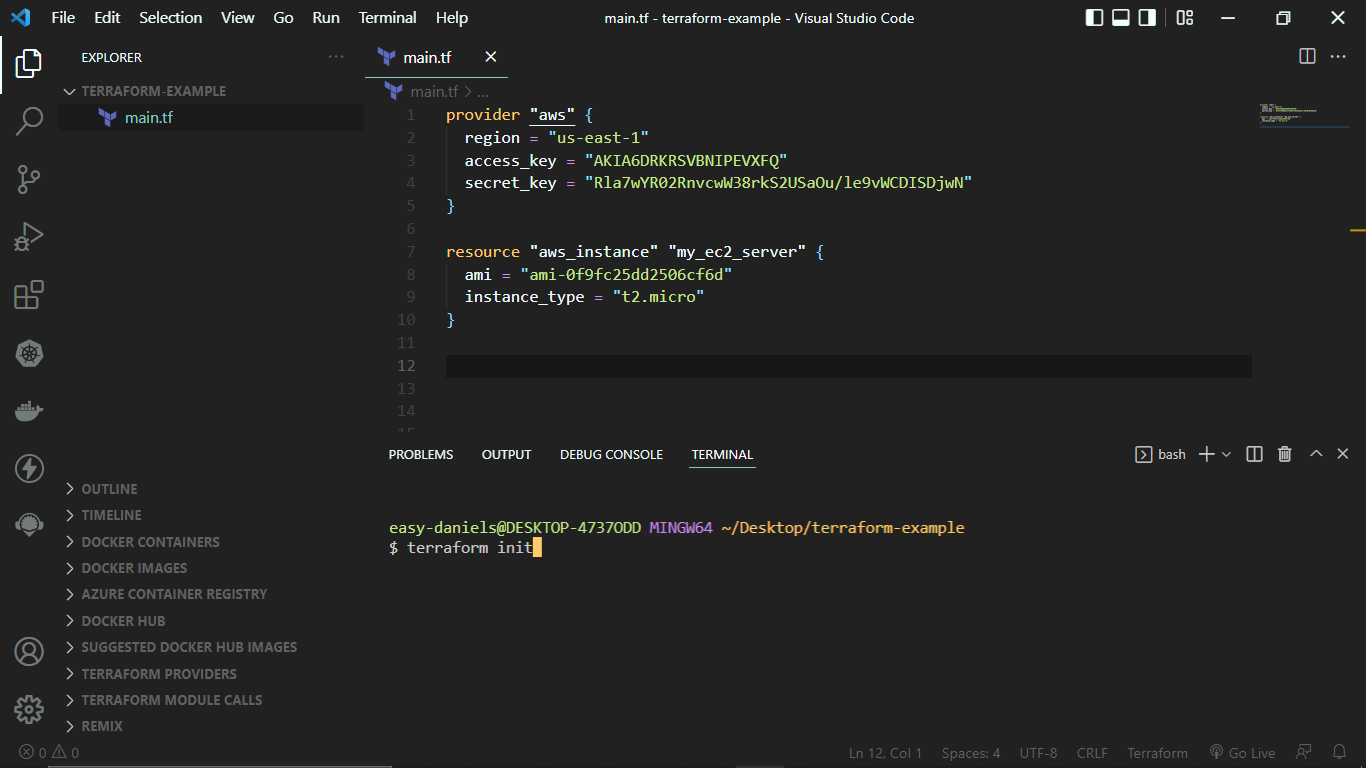 File Edit Selection View Go Run Terminal Help
main.tf - terraform-example - Visual Studio Code
EXPLORER
TERRAFORM-EXAMPLE
main.tf
OUTLINE
TIMELINE
DOCKER CONTAINERS
DOCKER IMAGES
AZURE CONTAINER REGISTRY
DOCKER HUB
SUGGESTED DOCKER HUB IMAGES
TERRAFORM PROVIDERS
TERRAFORM MODULE CALLS
REMIX
main.tf
main.tf > ...
1 provider "aws" {
2 region = "us-east-1"
3 access_key = "AKIA6DRKRSVBNIPEVXFQ"
4 secret_key = "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"
5 }
6
7 resource "aws_instance" "my_ec2_server" {
8 ami = "ami-0f9fc25dd2506cf6d"
9 instance_type = "t2.micro"
10 }
11
12
13
14
15
PROBLEMS OUTPUT DEBUG CONSOLE TERMINAL
bash
easy-daniels@DESKTOP-4737ODD MINGW64 ~/Desktop/terraform-example
$ terraform init
0 0
Ln 12, Col 1 Spaces: 4 UTF-8 CRLF Terraform Go Live